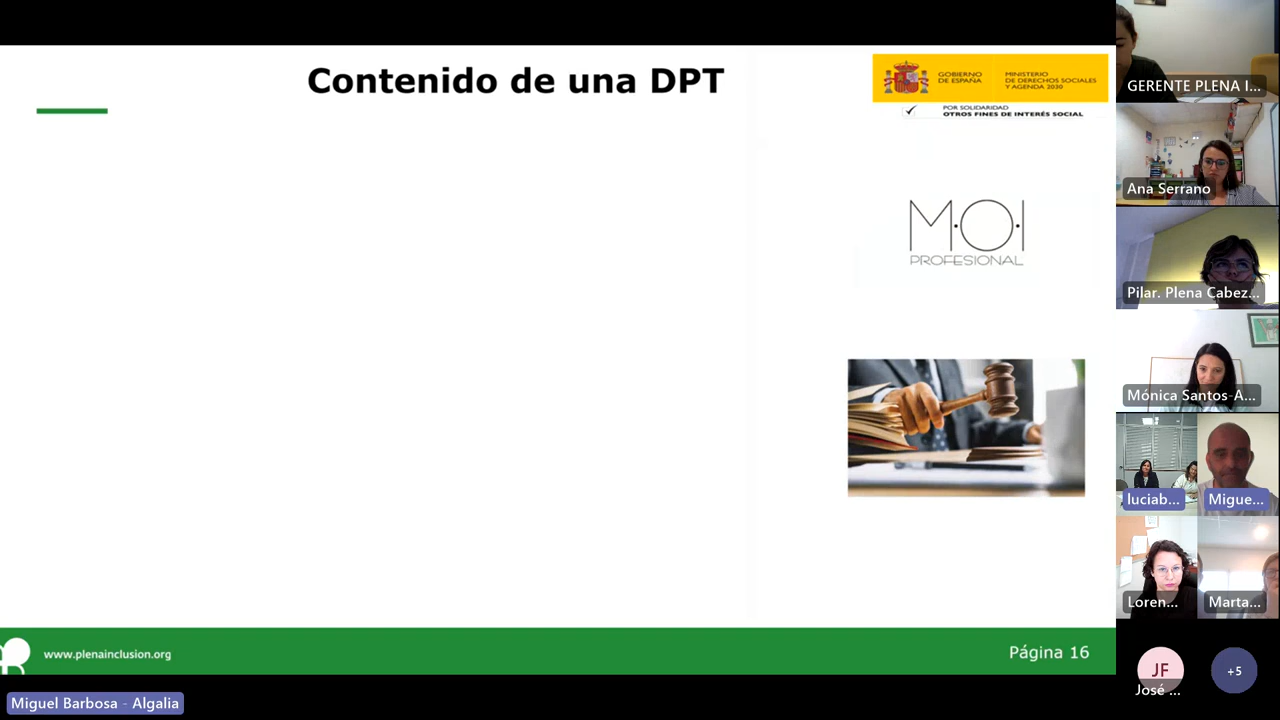 Contenido de una DPT
GOBIERNO
DE ESPAÑA
MINISTERIO
DE DERECHOS SOCIALES
Y AGENDA 2030
POR SOLIDARIDAD
OTROS FINES DE INTERÉS SOCIAL
M·O·I
PROFESIONAL
www.plenainclusion.org
Página 16
Miguel Barbosa - Algalia
GERENTE PLENA I...
Ana Serrano
Pilar. Plena Cabez...
Mónica Santos-A...
luciab...
Migue...
Loren...
Marta...
JF
José ...
+5